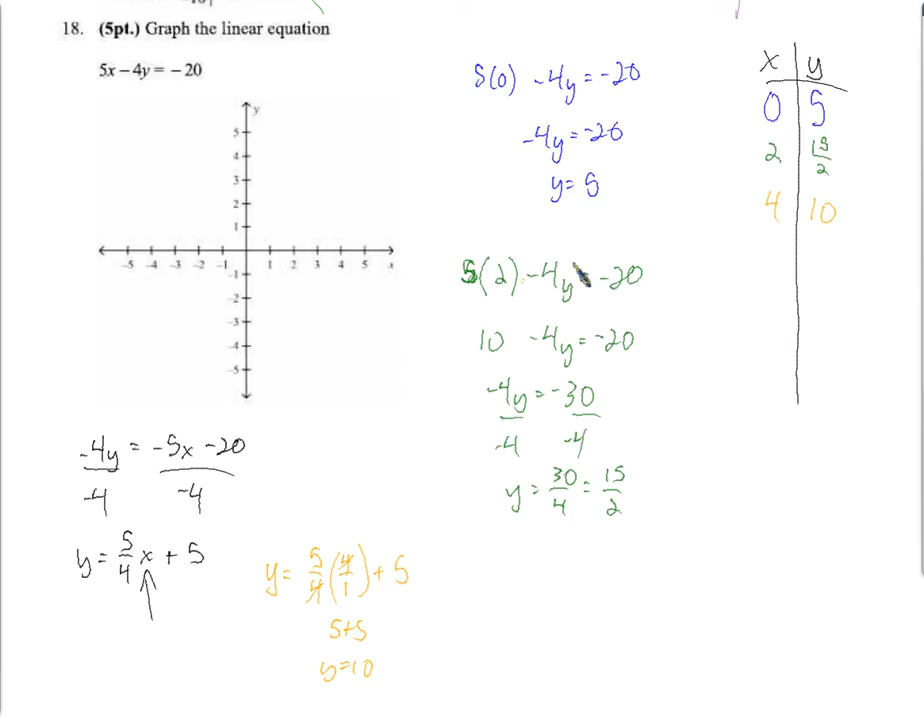 18. (5pt.) Graph the linear equation
5x – 4y = – 20
y
5
4
3
2
1
-5 -4 -3 -2 -1 1 2 3 4 5 x
-1
-2
-3
-4
-5
-4y = -5x -20
-4 -4
y = 5/4 x + 5
y = 5/4 (4/1) + 5
5+5
y=10
5(0) -4y = -20
-4y = -20
y = 5
5(2) -4y -20
10 -4y = -20
-4y = -30
-4 -4
y = 30/4 = 15/2
x y
0 5
2 15/2
4 10